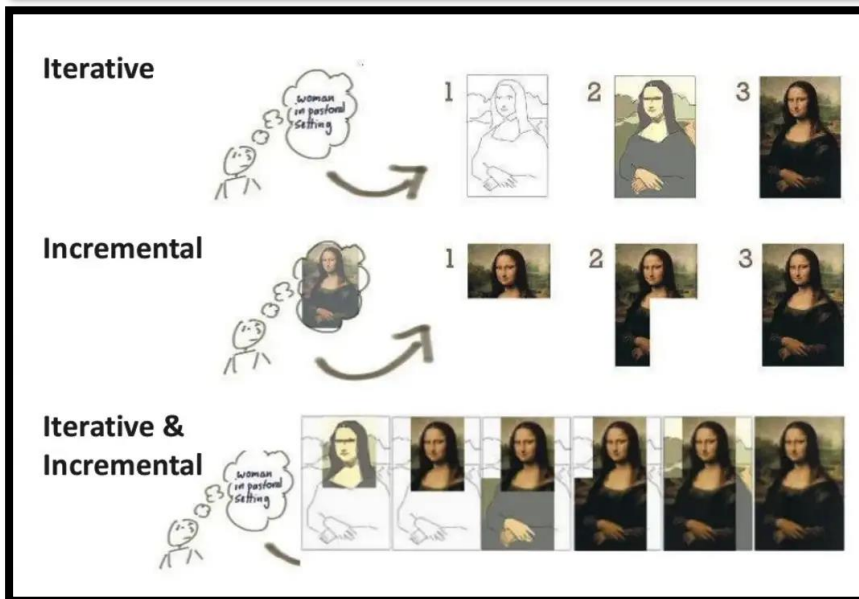 Iterative
woman
in pastoral
setting
1
2
3
Incremental
1
2
3
Iterative &
Incremental
woman
in pastoral
setting